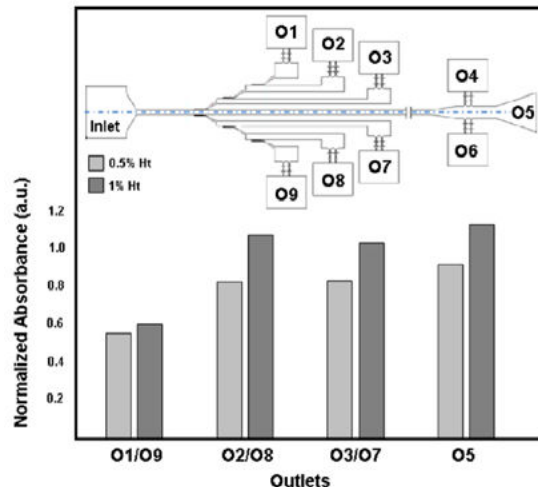 O1
O2
O3
O4
Inlet
O5
O9
O8
O7
O6
0.5% Ht
1% Ht
Normalized Absorbance (a.u.)
1.2
1.0
0.8
0.6
0.4
0.2
O1/O9
O2/O8
O3/O7
O5
Outlets